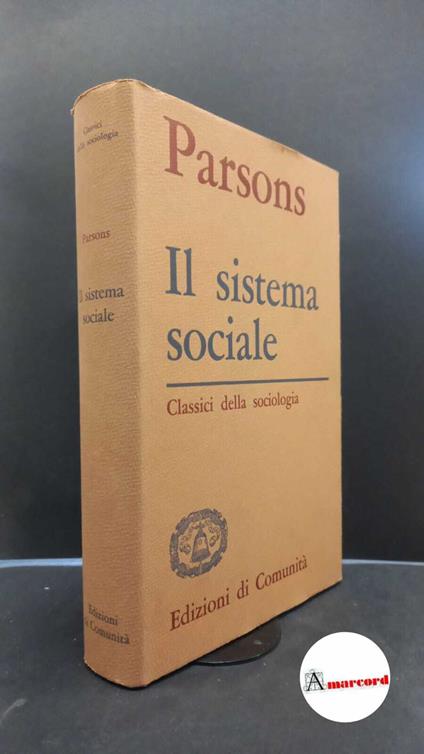 Classici
della sociologia
Parsons
Il sistema
sociale
Edizioni
di Comunità
Parsons
Il sistema
sociale
Classici della sociologia
Edizioni di Comunità
Amarcord